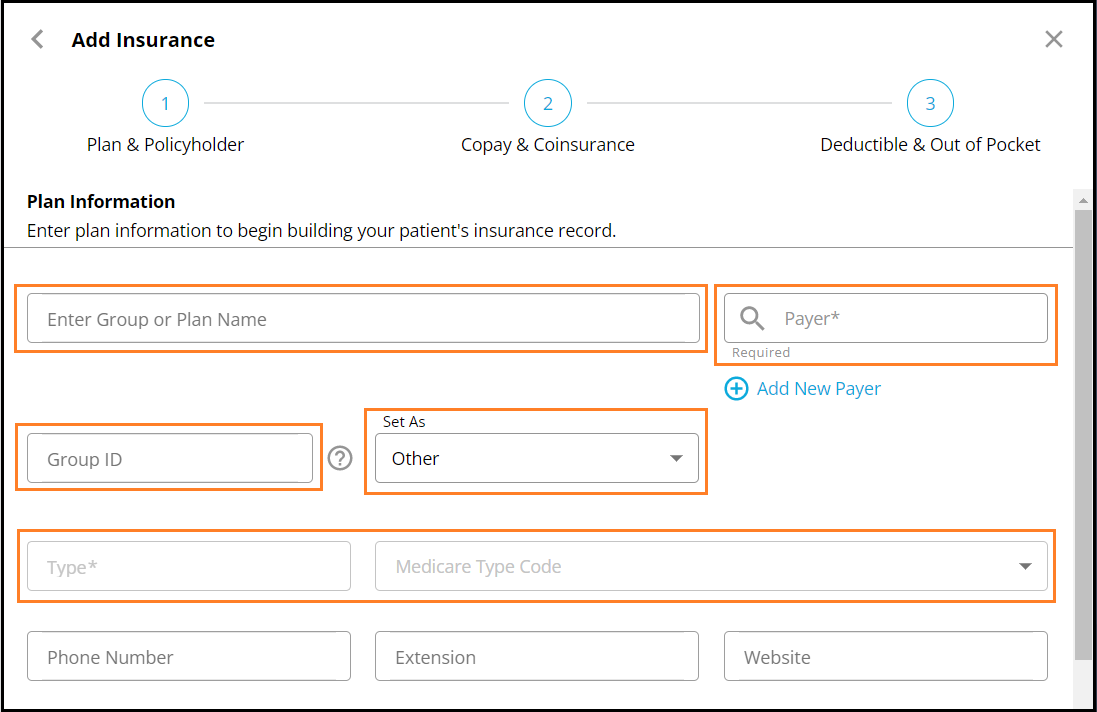 Add Insurance
1
2
3
Plan & Policyholder
Copay & Coinsurance
Deductible & Out of Pocket
Plan Information
Enter plan information to begin building your patient's insurance record.
Enter Group or Plan Name
Payer*
Required
Add New Payer
Group ID
?
Set As
Other
Type*
Medicare Type Code
Phone Number
Extension
Website